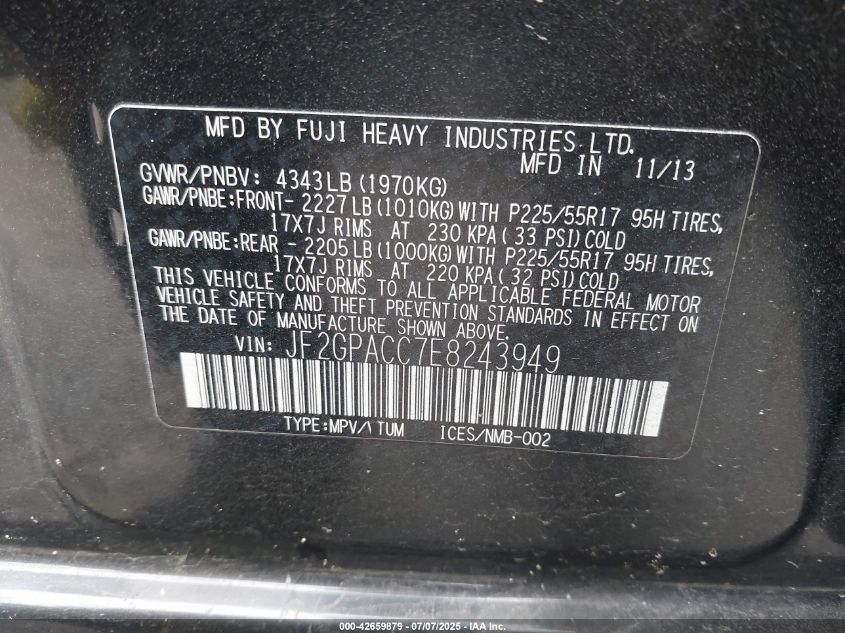 MFD BY FUJI HEAVY INDUSTRIES LTD.
MFD IN 11/13
GVWR/PNBV: 4343LB (1970KG)
GAWR/PNBE:FRONT- 2227LB(1010KG)WITH P225/55R17 95H TIRES,
17X7J RIMS AT 230 KPA ( 33 PSI) COLD
GAWR/PNBE:REAR - 2205LB(1000KG)WITH P225/55R17 95H TIRES,
17X7J RIMS AT 220 KPA ( 32 PSI) COLD
THIS VEHICLE CONFORMS TO ALL APPLICABLE FEDERAL MOTOR
VEHICLE SAFETY AND THEFT PREVENTION STANDARDS IN EFFECT ON
THE DATE OF MANUFACTURE SHOWN ABOVE.
VIN: JF2GPACC7E8243949
TYPE:MPV/VTUM ICES/NMB-002
000-42659879 / 07/07/2025 - IAA Inc.